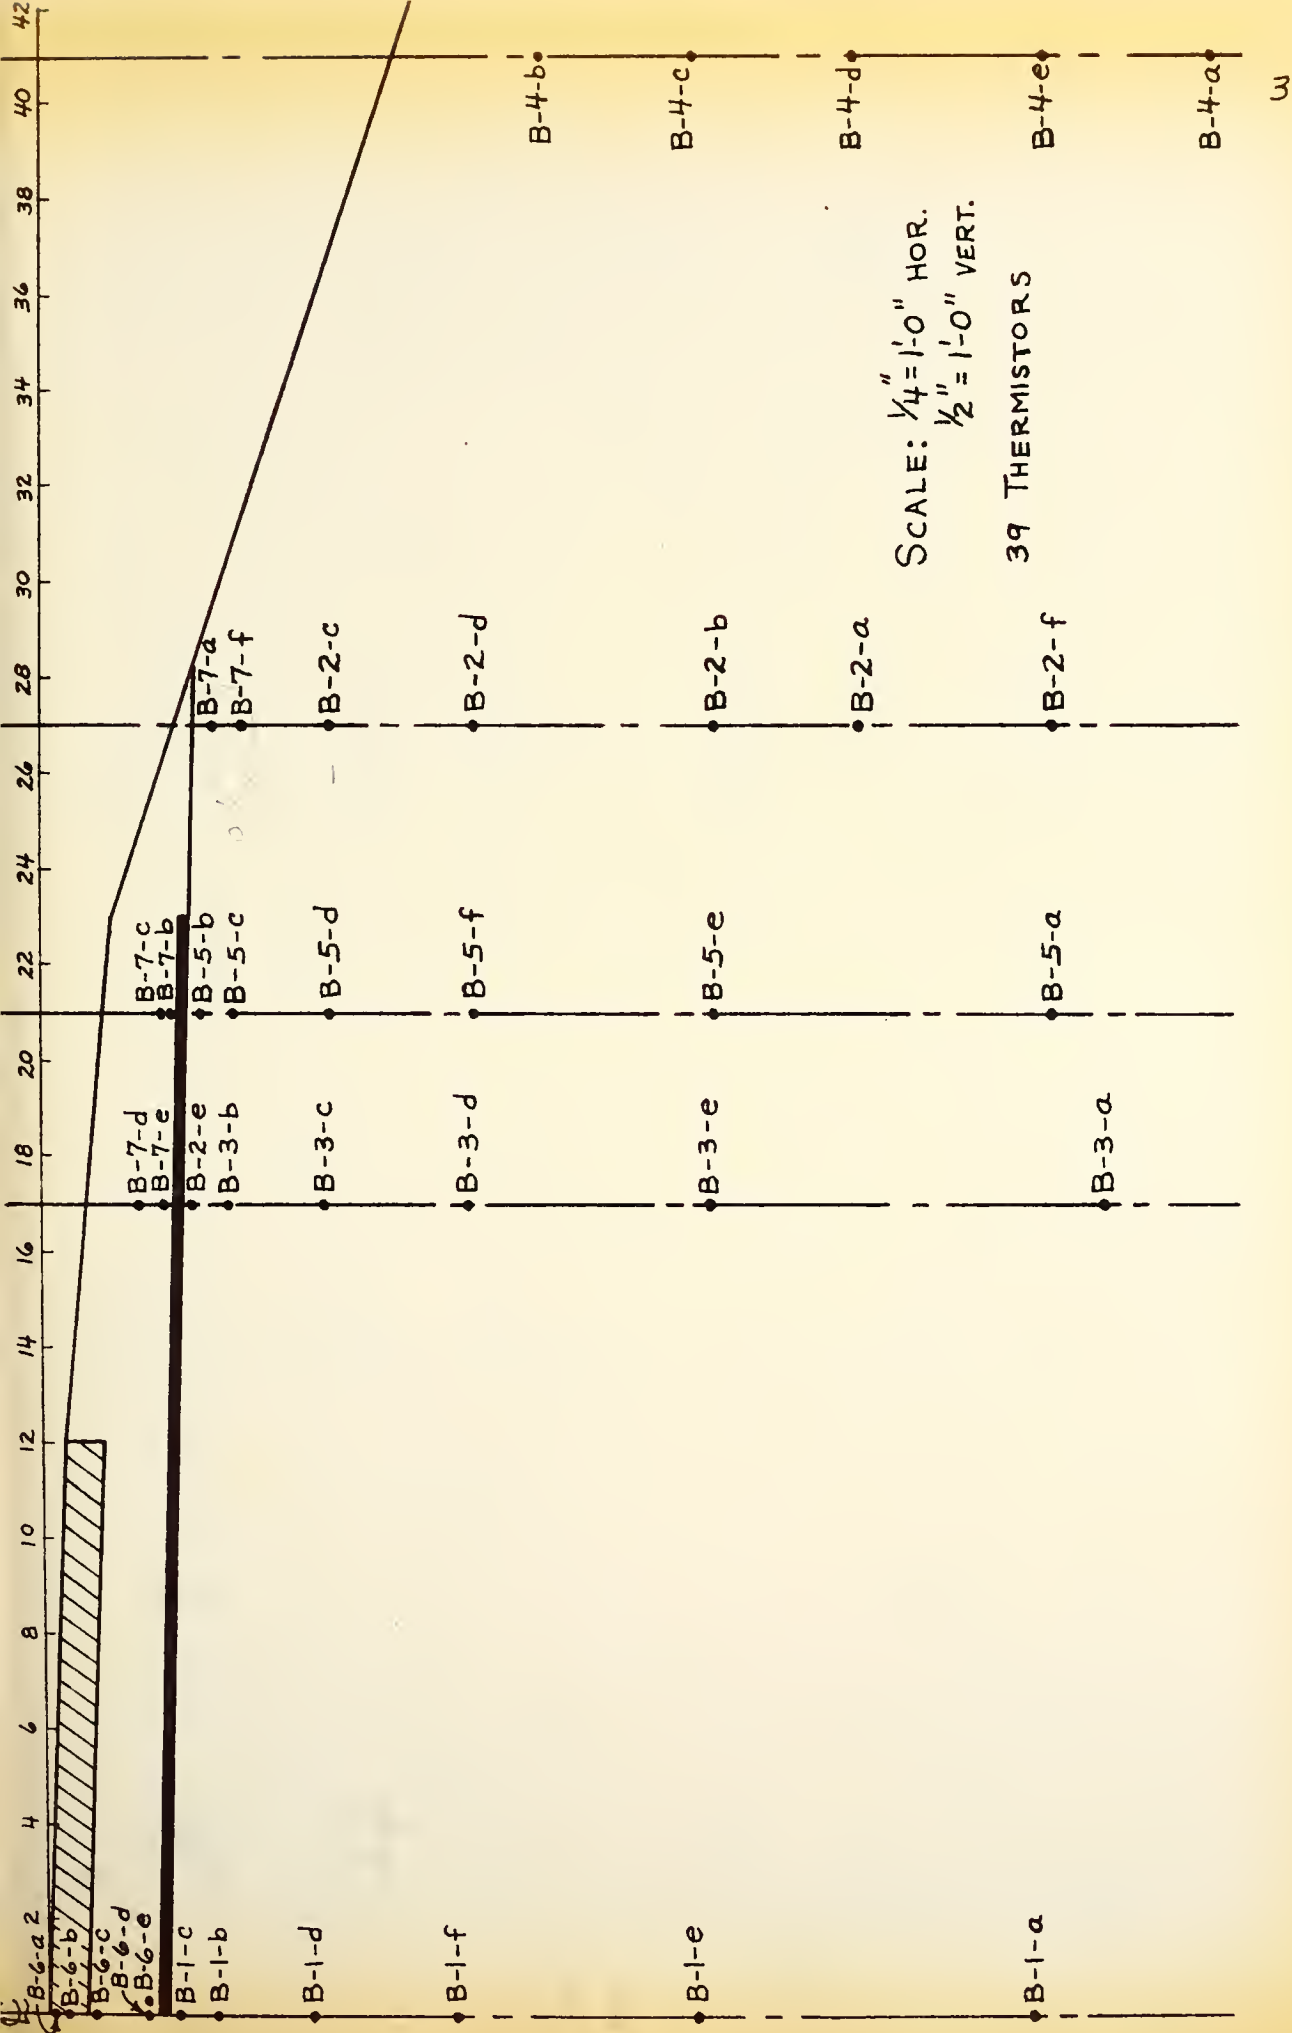 ℄
2
4
6
8
10
12
14
16
18
20
22
24
26
28
30
32
34
36
38
40
42
B-6-a
B-6-b
B-6-c
B-6-d
B-6-e
B-1-c
B-1-b
B-1-d
B-1-f
B-1-e
B-1-a
B-7-d
B-7-e
B-2-e
B-3-b
B-3-c
B-3-d
B-3-e
B-3-a
B-7-c
B-7-b
B-5-b
B-5-c
B-5-d
B-5-f
B-5-e
B-5-a
B-7-a
B-7-f
B-2-c
B-2-d
B-2-b
B-2-a
B-2-f
B-4-b
B-4-c
B-4-d
B-4-e
B-4-a
SCALE: 1/4" = 1'-0" HOR.
1/2" = 1'-0" VERT.
39 THERMISTORS
3